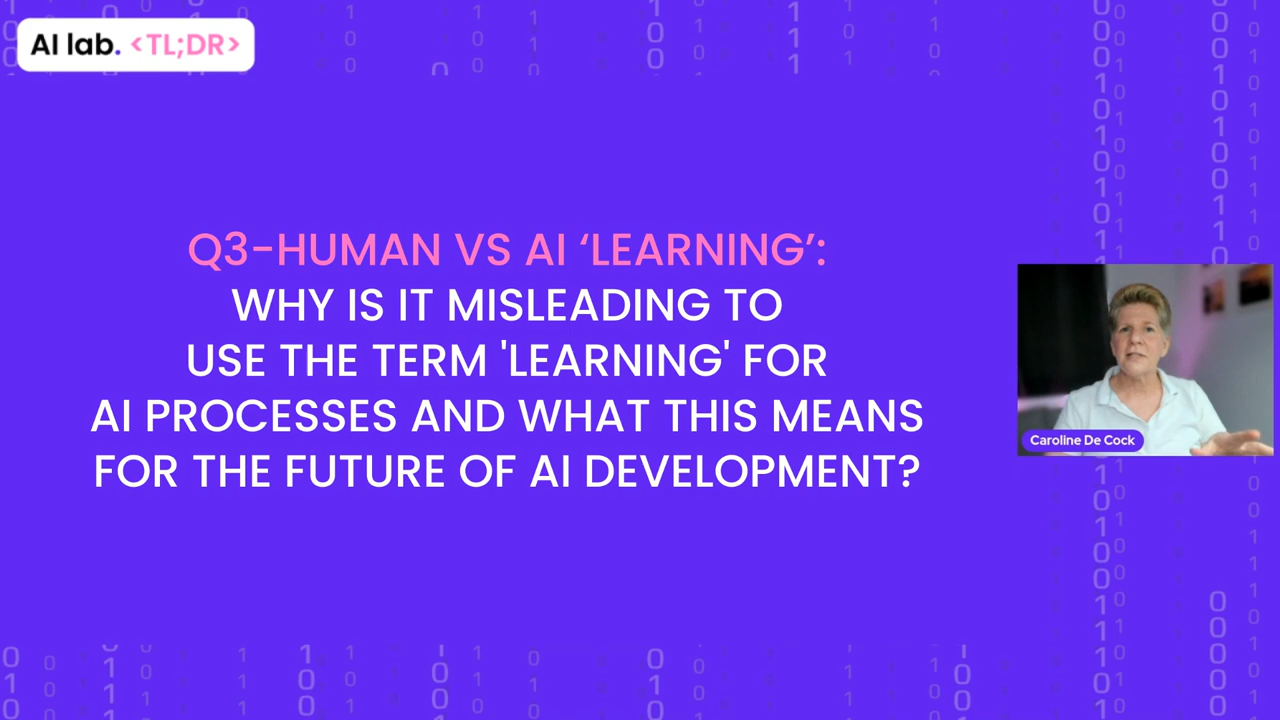 AI lab. <TL;DR>
Q3-HUMAN VS AI ‘LEARNING’:
WHY IS IT MISLEADING TO
USE THE TERM 'LEARNING' FOR
AI PROCESSES AND WHAT THIS MEANS
FOR THE FUTURE OF AI DEVELOPMENT?
Caroline De Cock